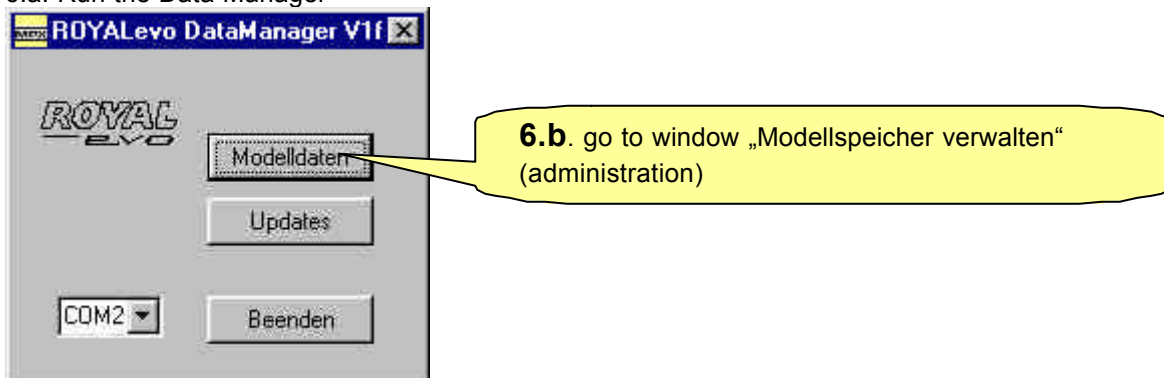 Run the Data Manager
MPX ROYALevo DataManager V1f
ROYAL
evo
Modelldaten
6.b. go to window „Modellspeicher verwalten“
(administration)
Updates
COM2
Beenden